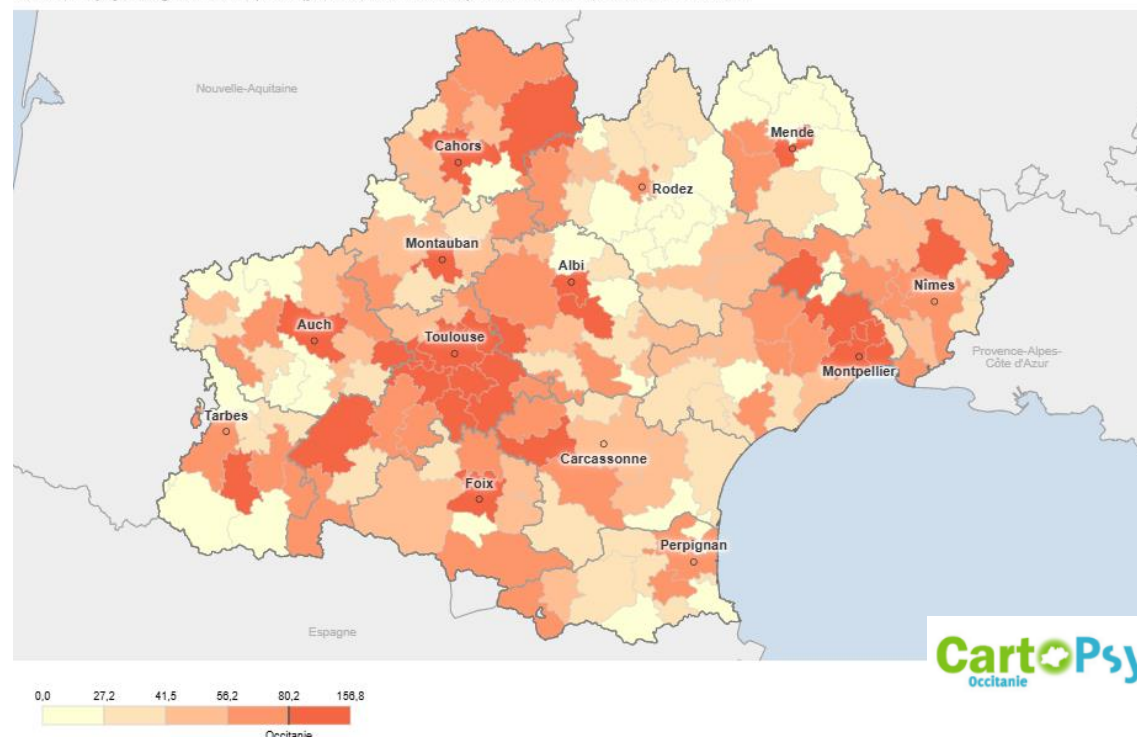 Nouvelle-Aquitaine
Mende
Cahors
Rodez
Montauban
Albi
Nîmes
Auch
Toulouse
Provence-Alpes-
Côte d'Azur
Montpellier
Tarbes
Carcassonne
Foix
Perpignan
Espagne
CartoPsy
Occitanie
0,0 27,2 41,5 56,2 80,2 156,8
Occitanie